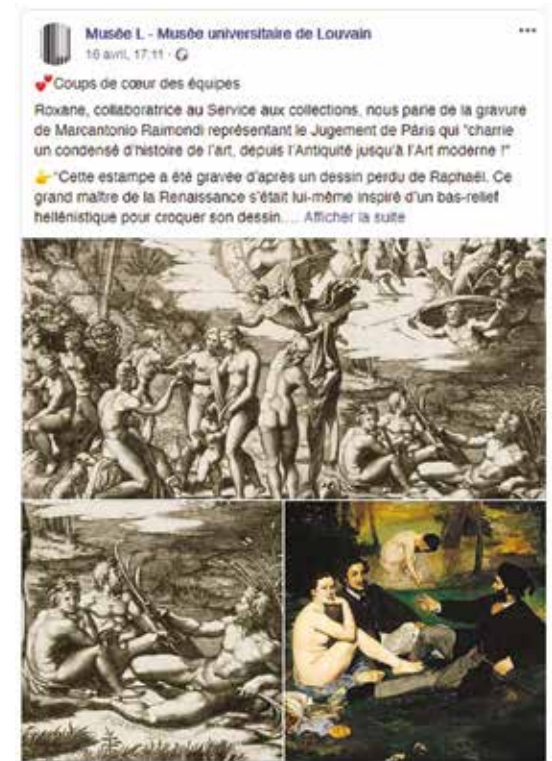 Musée L - Musée universitaire de Louvain
16 avril, 17:11 ·
💕Coups de cœur des équipes
Roxane, collaboratrice au Service aux collections, nous parle de la gravure
de Marcantonio Raimondi représentant le Jugement de Pâris qui "charrie
un condensé d'histoire de l'art, depuis l'Antiquité jusqu'à l'Art moderne !"
👉"Cette estampe a été gravée d'après un dessin perdu de Raphaël. Ce
grand maître de la Renaissance s'était lui-même inspiré d'un bas-relief
hellénistique pour croquer son dessin.... Afficher la suite